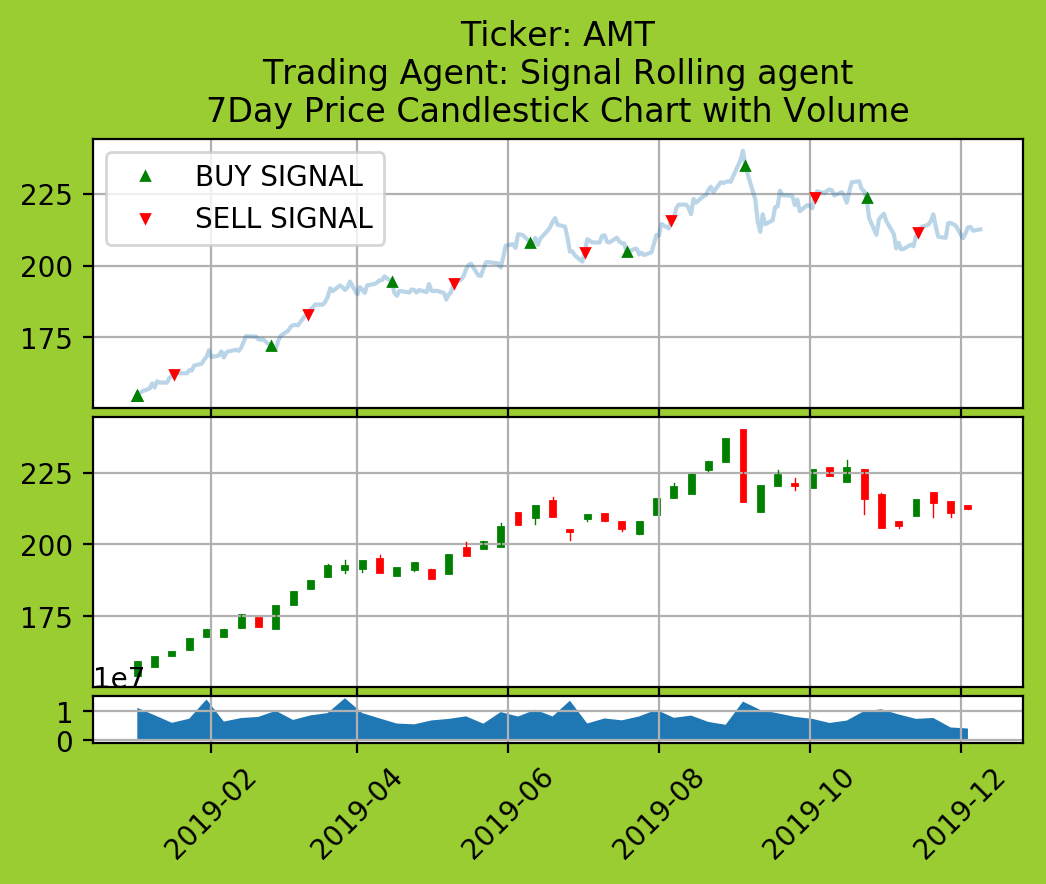 Ticker: AMT
Trading Agent: Signal Rolling agent
7Day Price Candlestick Chart with Volume
BUY SIGNAL
SELL SIGNAL
225
200
175
225
200
175
1e7
1
0
2019-02
2019-04
2019-06
2019-08
2019-10
2019-12